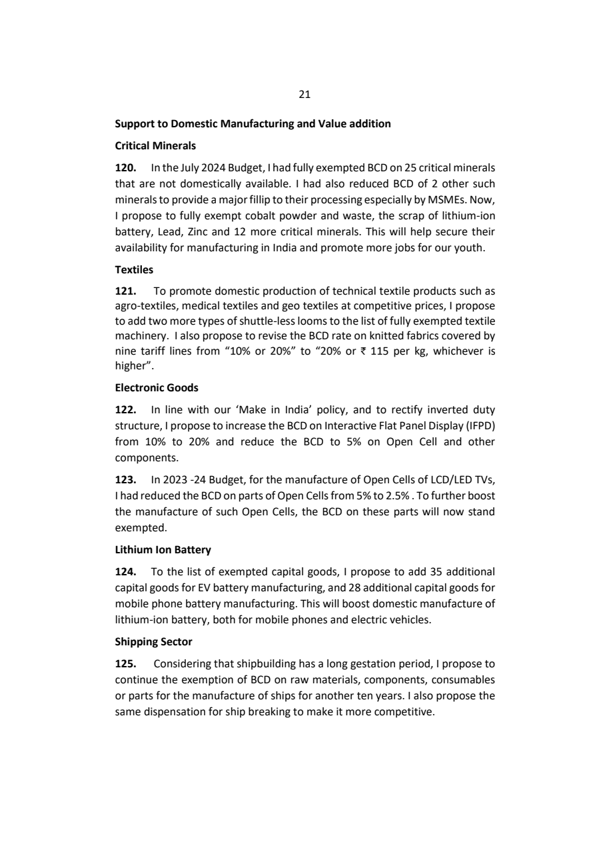 21
Support to Domestic Manufacturing and Value addition
Critical Minerals
120. In the July 2024 Budget, I had fully exempted BCD on 25 critical minerals
that are not domestically available. I had also reduced BCD of 2 other such
minerals to provide a major fillip to their processing especially by MSMEs. Now,
I propose to fully exempt cobalt powder and waste, the scrap of lithium-ion
battery, Lead, Zinc and 12 more critical minerals. This will help secure their
availability for manufacturing in India and promote more jobs for our youth.
Textiles
121. To promote domestic production of technical textile products such as
agro-textiles, medical textiles and geo textiles at competitive prices, I propose
to add two more types of shuttle-less looms to the list of fully exempted textile
machinery. I also propose to revise the BCD rate on knitted fabrics covered by
nine tariff lines from “10% or 20%” to “20% or ₹ 115 per kg, whichever is
higher”.
Electronic Goods
122. In line with our ‘Make in India’ policy, and to rectify inverted duty
structure, I propose to increase the BCD on Interactive Flat Panel Display (IFPD)
from 10% to 20% and reduce the BCD to 5% on Open Cell and other
components.
123. In 2023 -24 Budget, for the manufacture of Open Cells of LCD/LED TVs,
I had reduced the BCD on parts of Open Cells from 5% to 2.5% . To further boost
the manufacture of such Open Cells, the BCD on these parts will now stand
exempted.
Lithium Ion Battery
124. To the list of exempted capital goods, I propose to add 35 additional
capital goods for EV battery manufacturing, and 28 additional capital goods for
mobile phone battery manufacturing. This will boost domestic manufacture of
lithium-ion battery, both for mobile phones and electric vehicles.
Shipping Sector
125. Considering that shipbuilding has a long gestation period, I propose to
continue the exemption of BCD on raw materials, components, consumables
or parts for the manufacture of ships for another ten years. I also propose the
same dispensation for ship breaking to make it more competitive.